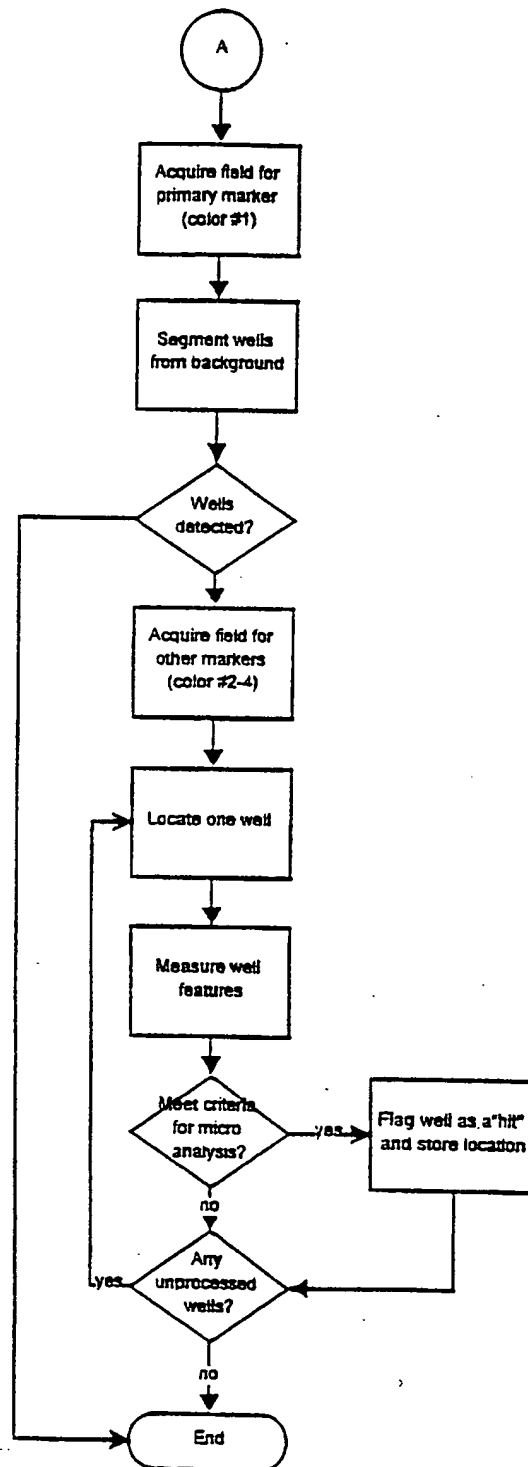 A
Acquire field for
primary marker
(color #1)
Segment wells
from background
Wells
detected?
Acquire field for
other markers
(color #2-4)
Locate one well
Measure well
features
Meet criteria
for micro
analysis?
yes
Flag well as a "hit"
and store location
no
Any
unprocessed
wells?
yes
no
End